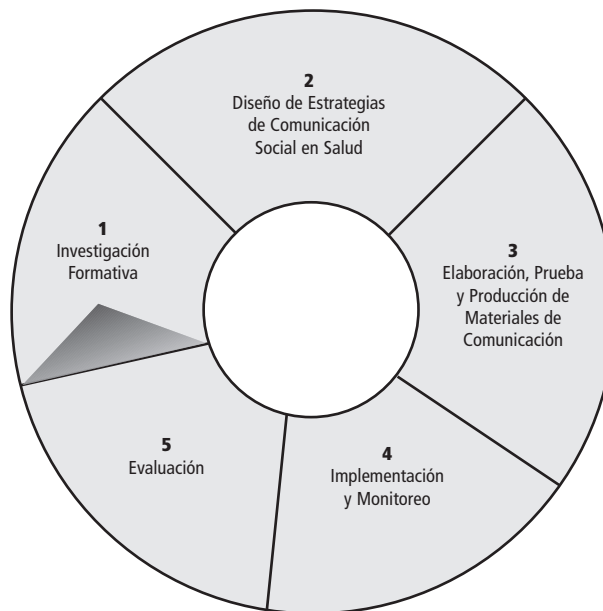 1
Investigación
Formativa
2
Diseño de Estrategias
de Comunicación
Social en Salud
3
Elaboración, Prueba
y Producción de
Materiales de
Comunicación
4
Implementación
y Monitoreo
5
Evaluación